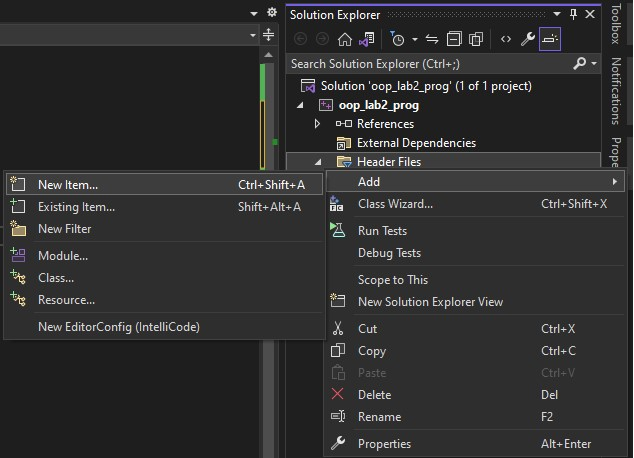 Solution Explorer
Search Solution Explorer (Ctrl+;)
Solution 'oop_lab2_prog' (1 of 1 project)
oop_lab2_prog
References
External Dependencies
Header Files
New Item... Ctrl+Shift+A
Existing Item... Shift+Alt+A
New Filter
Module...
Class...
Resource...
New EditorConfig (IntelliCode)
Add
Class Wizard... Ctrl+Shift+X
Run Tests
Debug Tests
Scope to This
New Solution Explorer View
Cut Ctrl+X
Copy Ctrl+C
Paste Ctrl+V
Delete Del
Rename F2
Properties Alt+Enter
Toolbox
Notifications